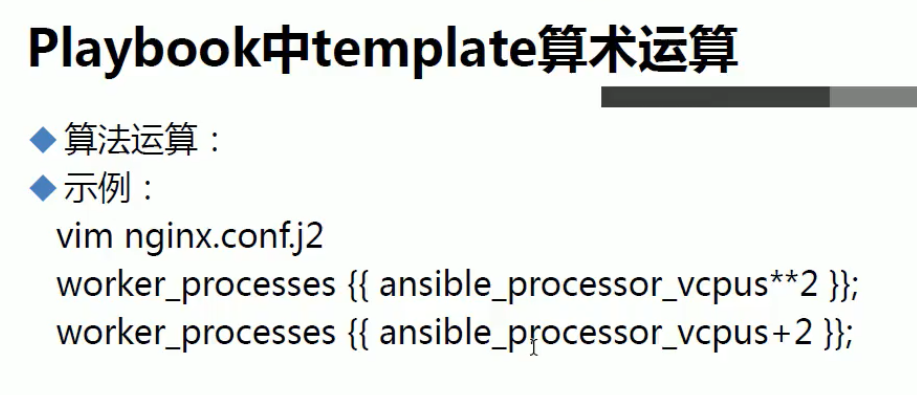 Playbook中template算术运算
算法运算：
示例：
vim nginx.conf.j2
worker_processes {{ ansible_processor_vcpus**2 }};
worker_processes {{ ansible_processor_vcpus+2 }};